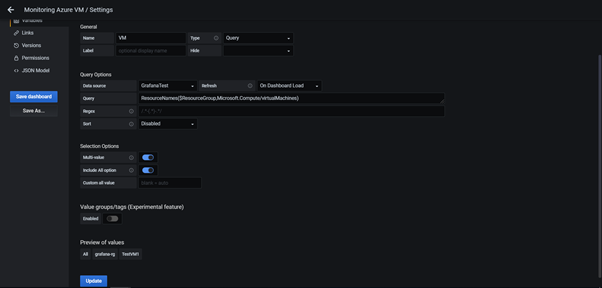 Monitoring Azure VM / Settings
Variables
Links
Versions
Permissions
JSON Model
Save dashboard
Save As...
General
Name VM Type Query
Label optional display name Hide
Query Options
Data source GrafanaTest Refresh On Dashboard Load
Query ResourceNames($ResourceGroup,Microsoft.Compute/virtualMachines)
Regex
Sort Disabled
Selection Options
Multi-value
Include All option
Custom all value blank = auto
Value groups/tags (Experimental feature)
Enabled
Preview of values
All grafana-rg TestVM1
Update